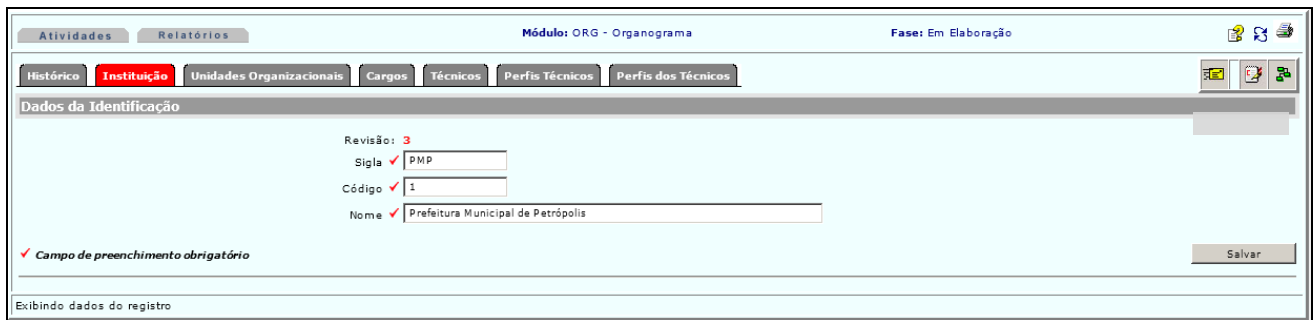 Atividades Relatórios Módulo: ORG - Organograma Fase: Em Elaboração
Histórico Instituição Unidades Organizacionais Cargos Técnicos Perfis Técnicos Perfis dos Técnicos
Dados da Identificação
Revisão: 3
Sigla PMP
Código 1
Nome Prefeitura Municipal de Petrópolis
Campo de preenchimento obrigatório Salvar
Exibindo dados do registro